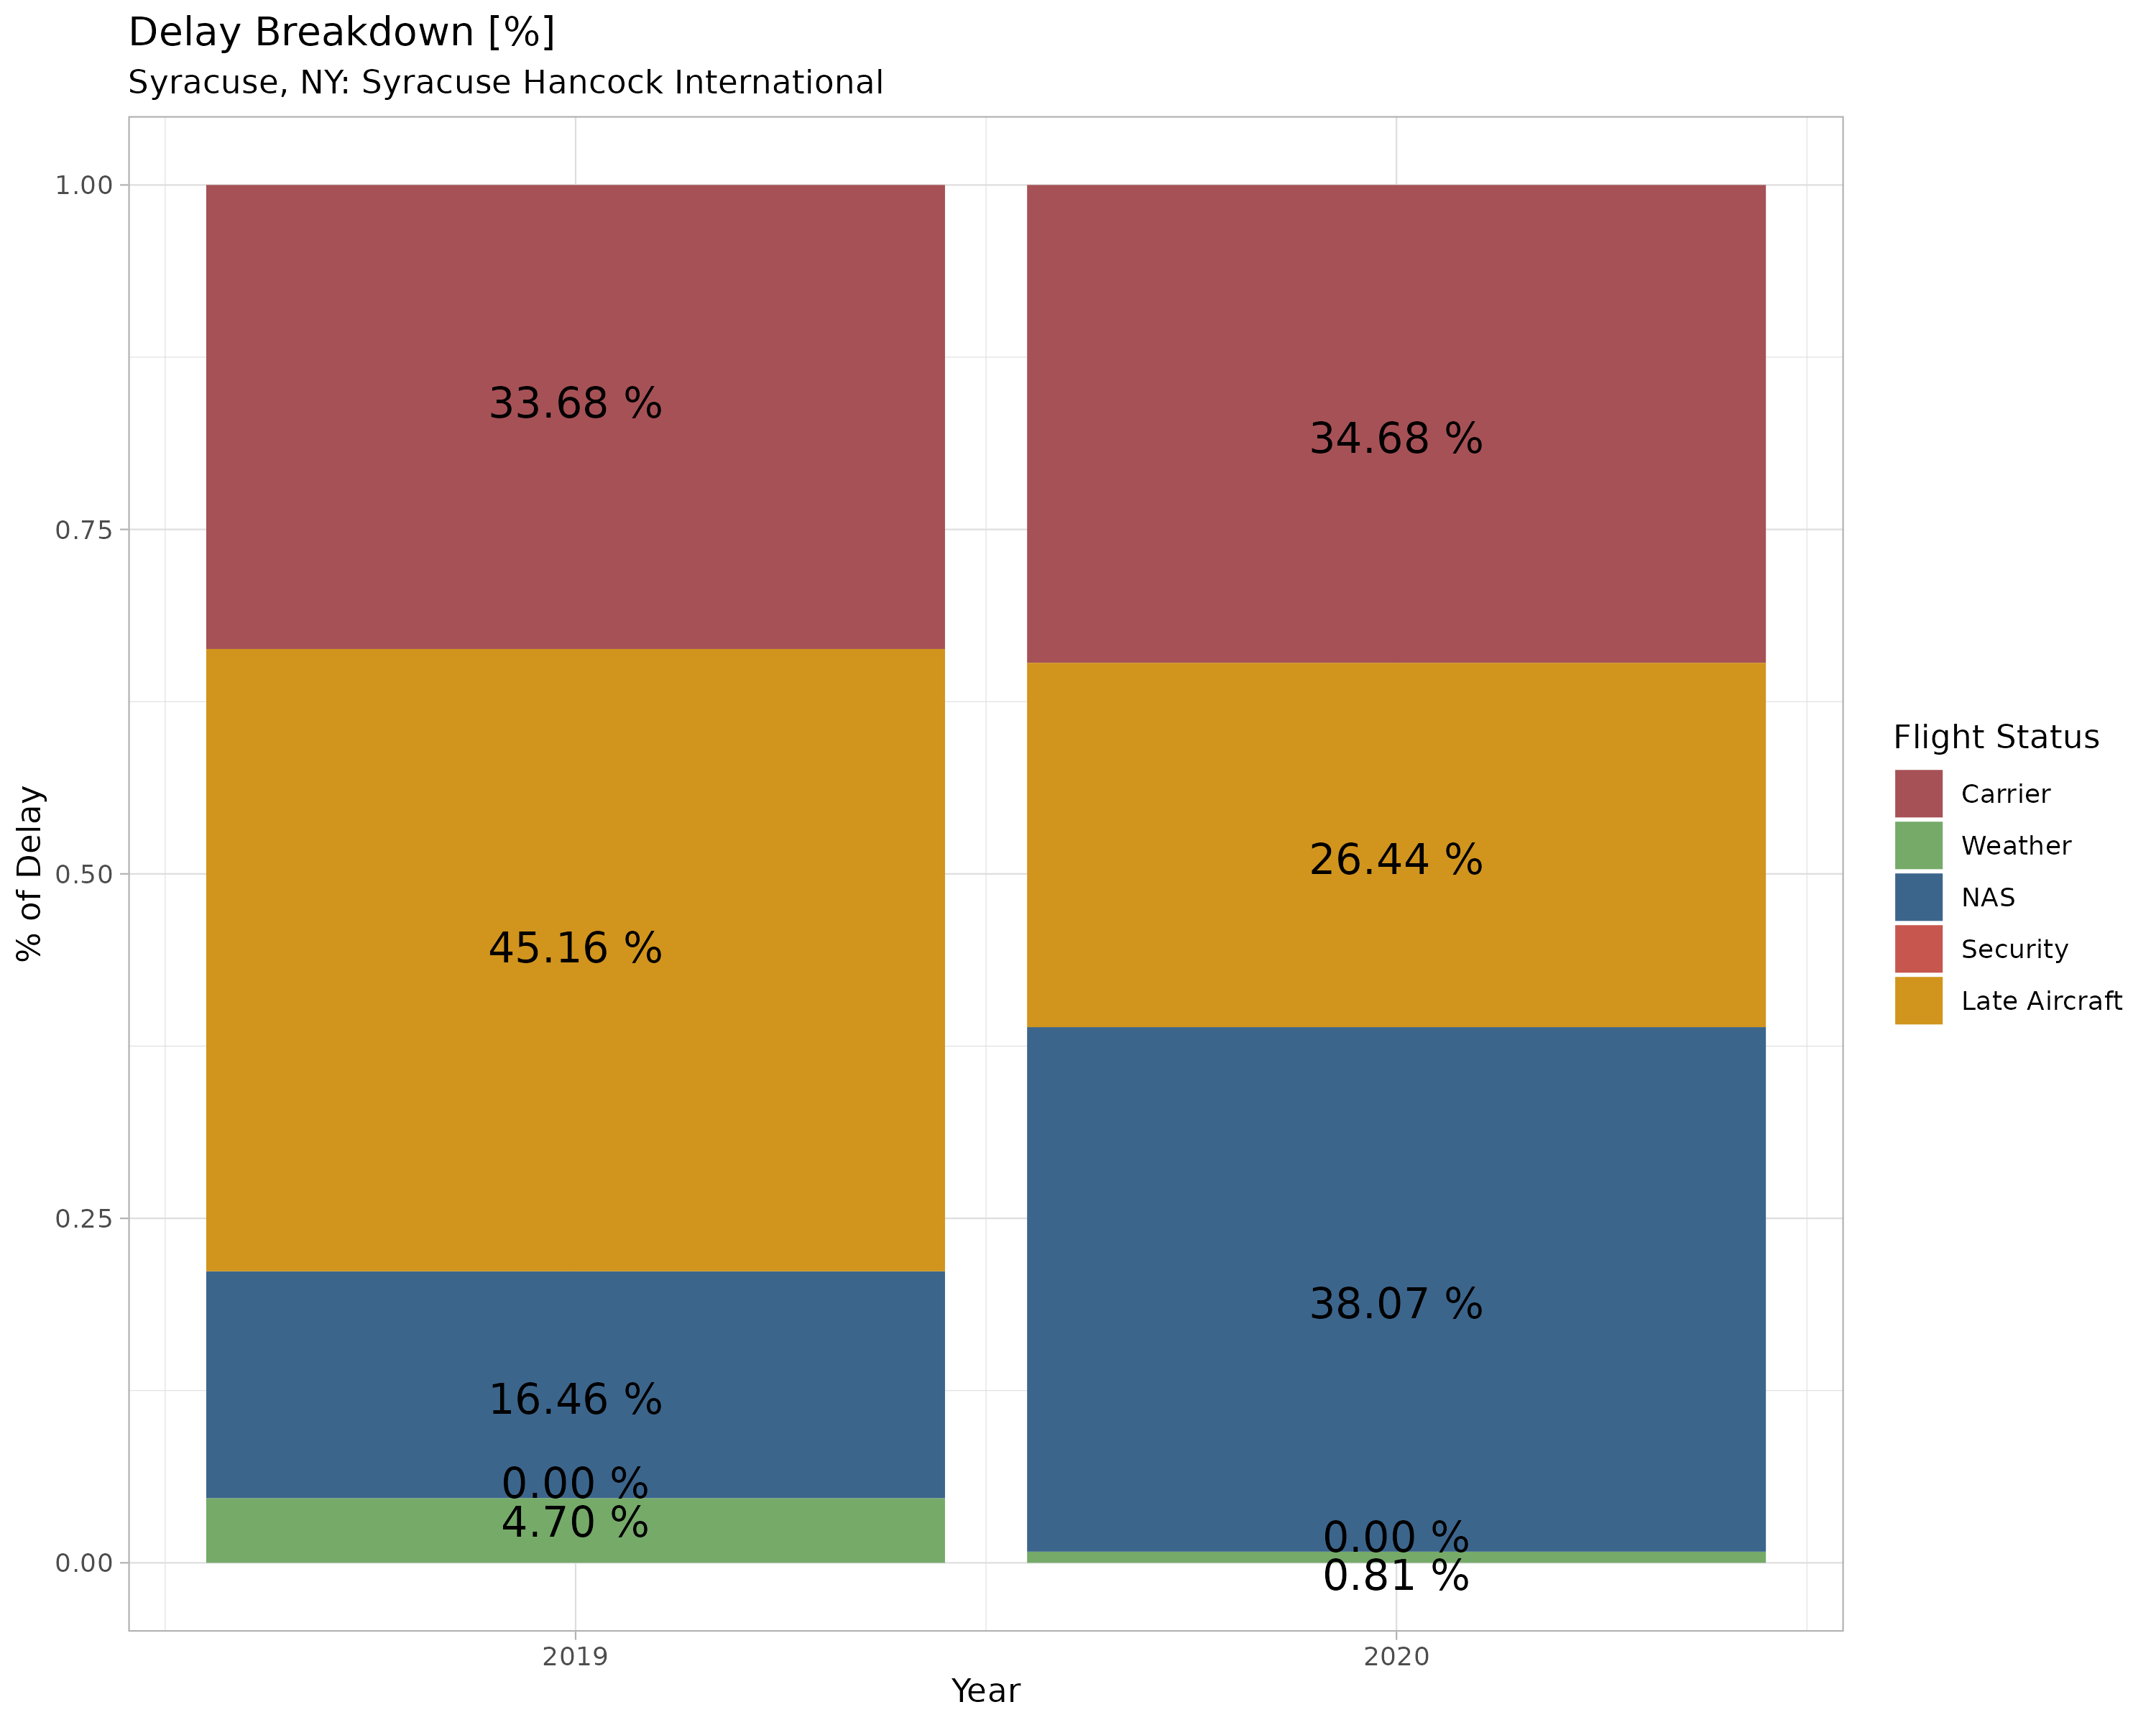 Delay Breakdown [%]
Syracuse, NY: Syracuse Hancock International
% of Delay
1.00
0.75
0.50
0.25
0.00
33.68 %
45.16 %
16.46 %
0.00 %
4.70 %
34.68 %
26.44 %
38.07 %
0.00 %
0.81 %
2019
2020
Year
Flight Status
Carrier
Weather
NAS
Security
Late Aircraft